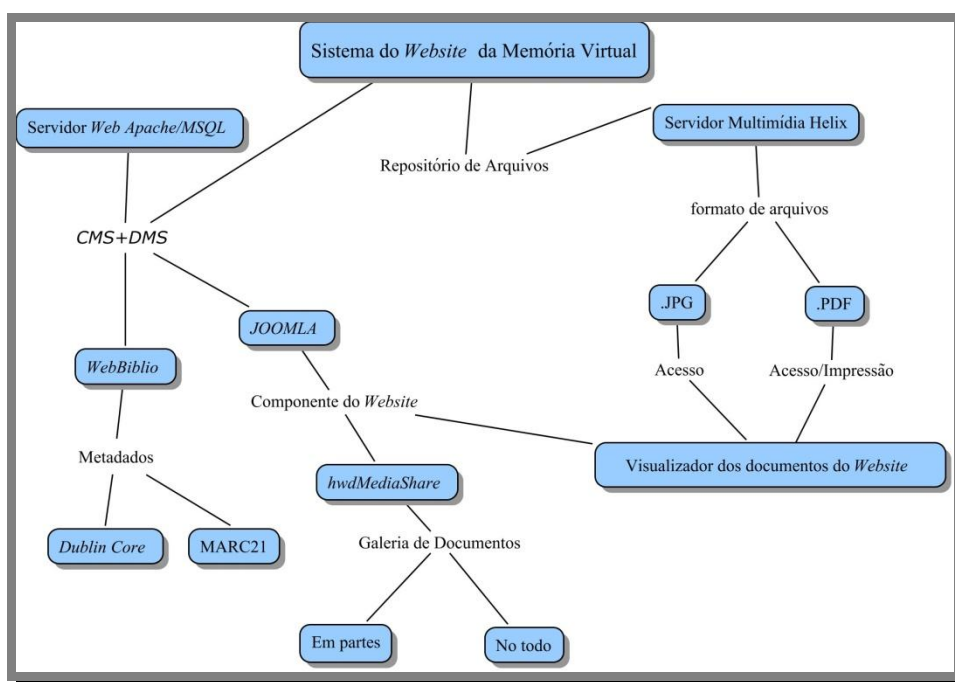 Sistema do Website da Memória Virtual
Servidor Web Apache/MSQL
Servidor Multimídia Helix
Repositório de Arquivos
formato de arquivos
CMS+DMS
.JPG
.PDF
JOOMLA
WebBiblio
Acesso
Acesso/Impressão
Componente do Website
Metadados
Visualizador dos documentos do Website
hwdMediaShare
Dublin Core
MARC21
Galeria de Documentos
Em partes
No todo